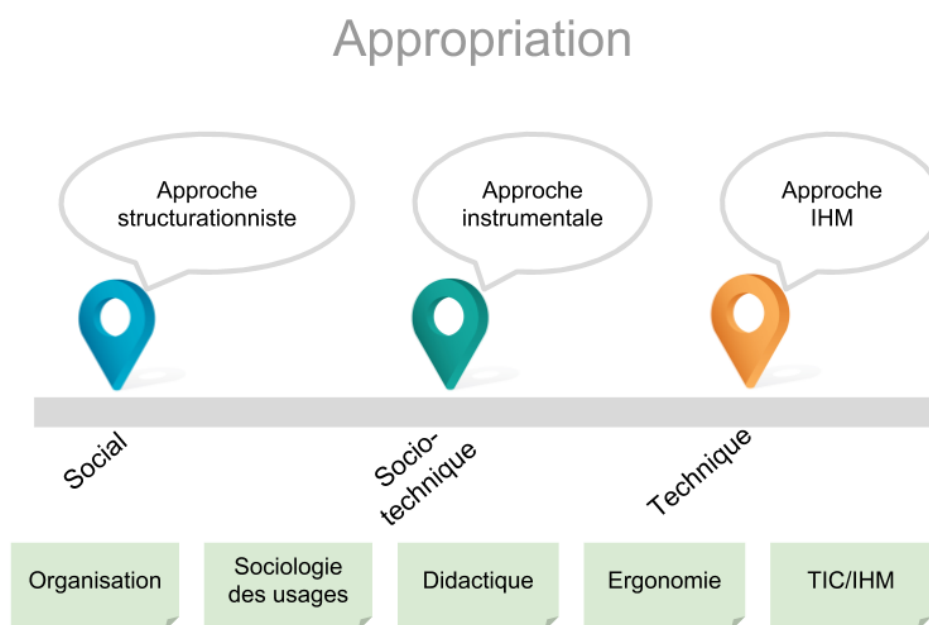 Appropriation
Approche
structurationniste
Approche
instrumentale
Approche
IHM
Social
Socio-
technique
Technique
Organisation
Sociologie
des usages
Didactique
Ergonomie
TIC/IHM